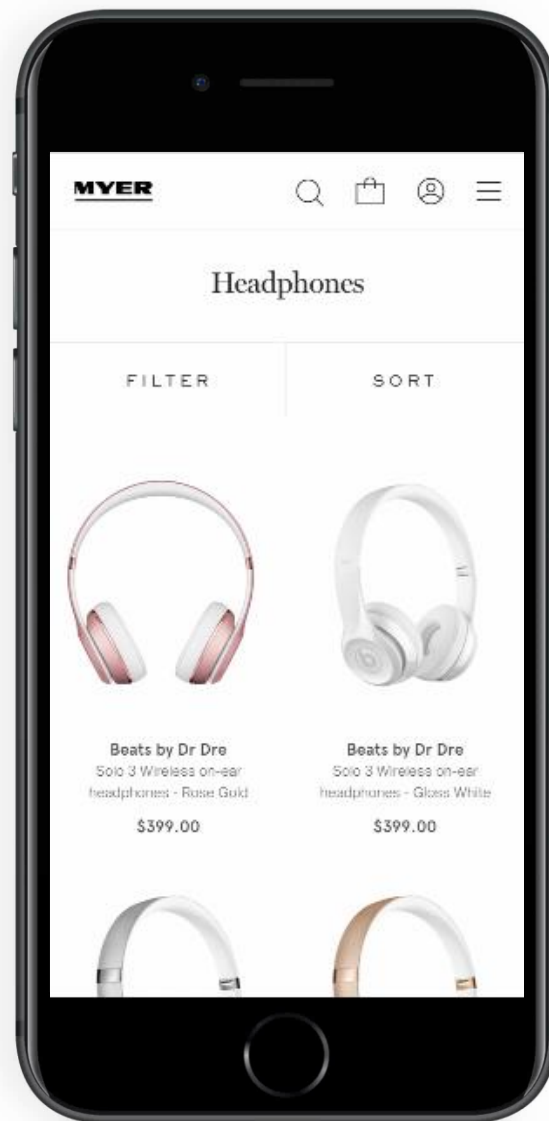 MYER
Headphones
FILTER
SORT
Beats by Dr Dre
Solo 3 Wireless on-ear
headphones - Rose Gold
$399.00
Beats by Dr Dre
Solo 3 Wireless on-ear
headphones - Gloss White
$399.00